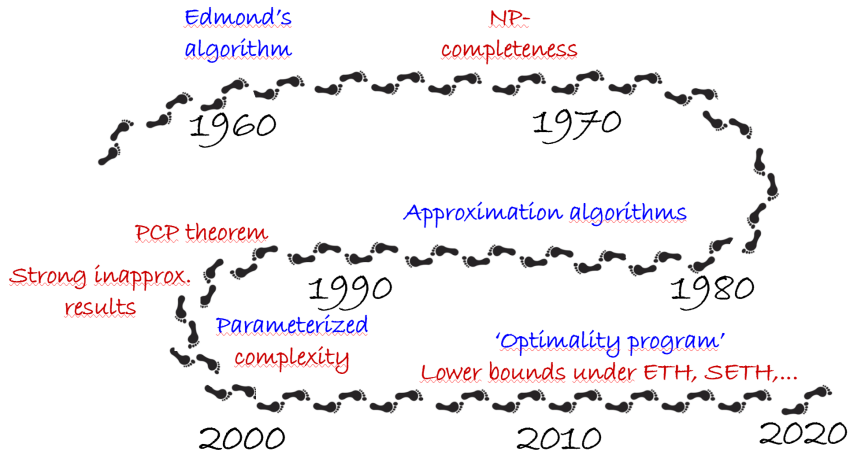 Edmond's
algorithm
NP-
completeness
1960
1970
Approximation algorithms
PCP theorem
Strong inapprox.
results
1990
1980
Parameterized
complexity
'Optimality program'
Lower bounds under ETH, SETH,...
2000
2010
2020